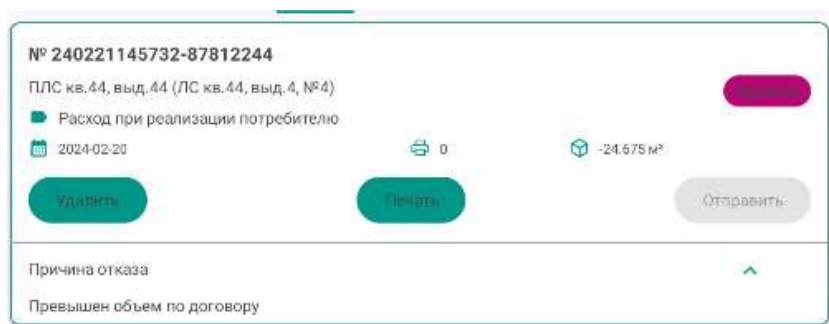 № 240221145732-87812244
ПЛС кв.44, выд.44 (ЛС кв.44, выд.4, №4)
Расход при реализации потребителю
2024-02-20 0 -24.675 м³
Удалить Печать Отправить
Причина отказа
Превышен объем по договору